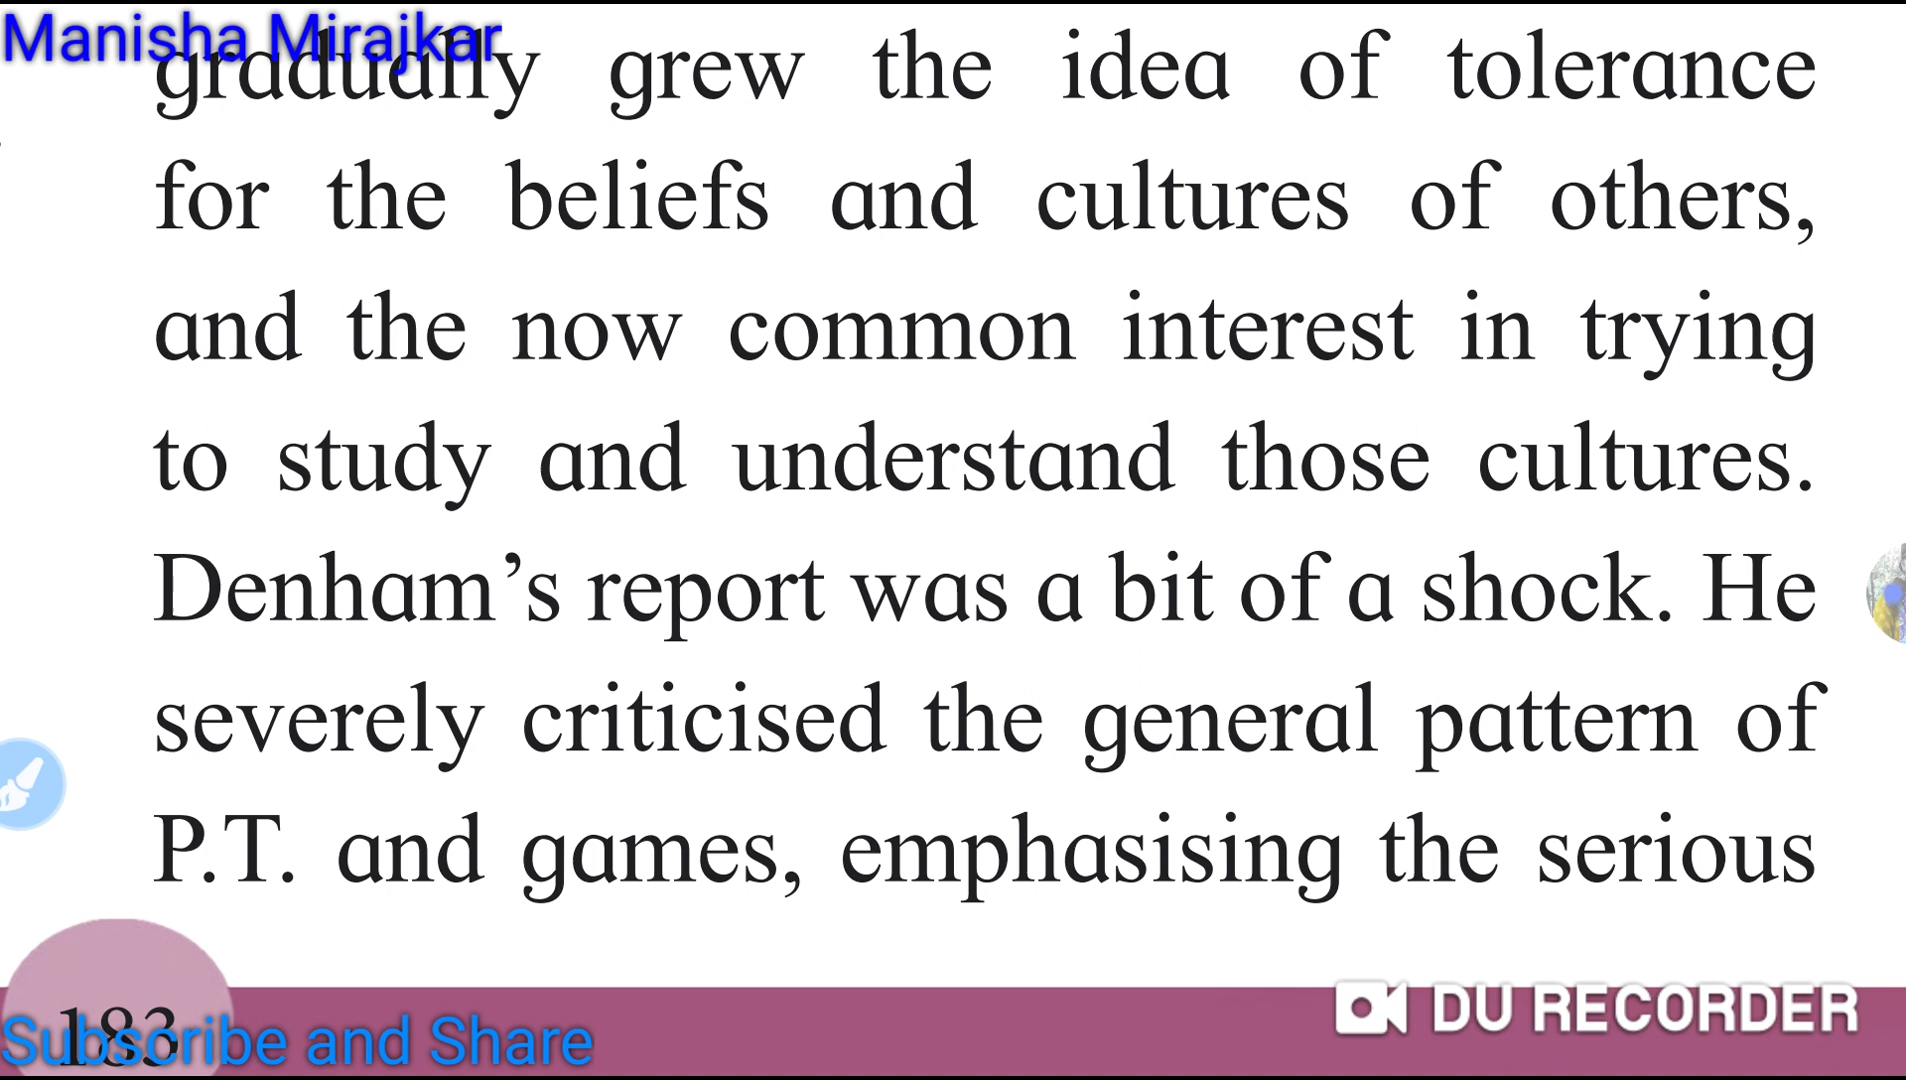 Manisha Mirajkar
gradually grew the idea of tolerance
for the beliefs and cultures of others,
and the now common interest in trying
to study and understand those cultures.
Denham’s report was a bit of a shock. He
severely criticised the general pattern of
P.T. and games, emphasising the serious
183
Subscribe and Share
DU RECORDER